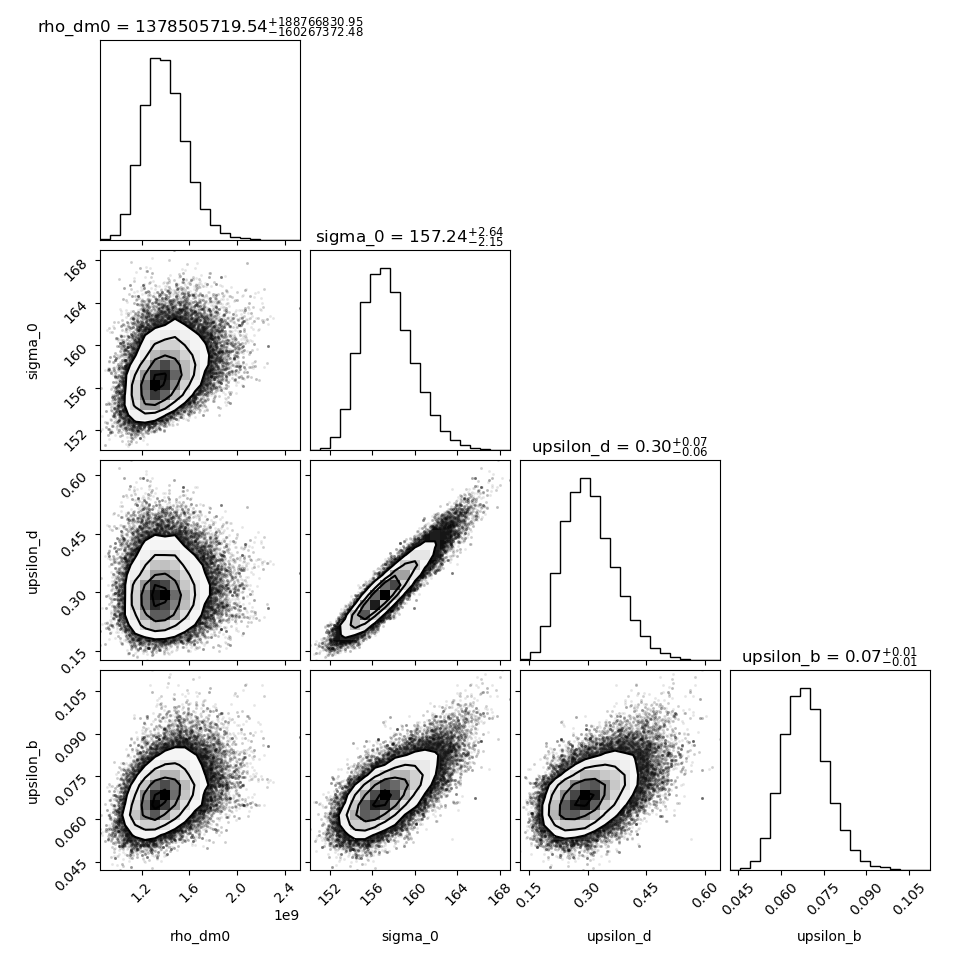 rho_dm0 = 1378505719.54+188766830.95 −160267372.48
sigma_0 = 157.24+2.64 −2.15
168
164
160
156
152
sigma_0
upsilon_d = 0.30+0.07 −0.06
0.60
0.45
0.30
0.15
upsilon_d
upsilon_b = 0.07+0.01 −0.01
0.105
0.090
0.075
0.060
0.045
upsilon_b
1.2 1.6 2.0 2.4
1e9
rho_dm0
152 156 160 164 168
sigma_0
0.15 0.30 0.45 0.60
upsilon_d
0.045 0.060 0.075 0.090 0.105
upsilon_b